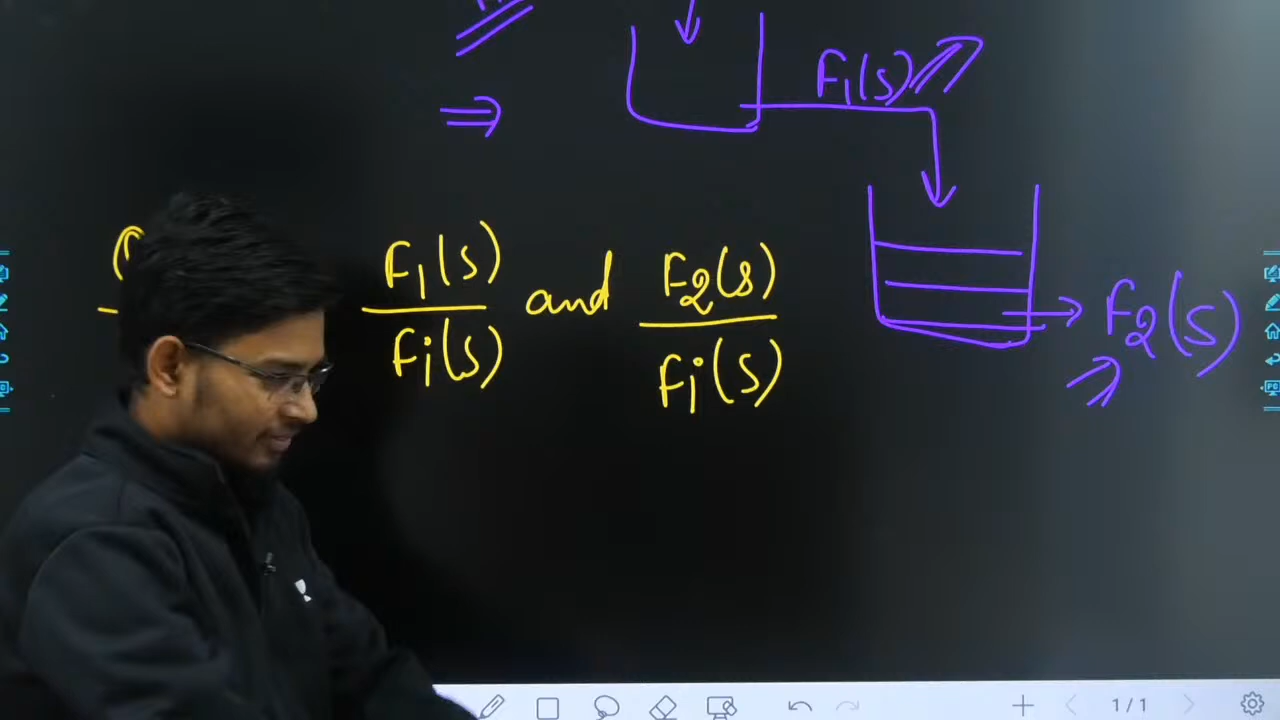 F₁(s)
F₁(s) and F₂(s)
Fi(s) Fi(s)
F₂(s)
1/1